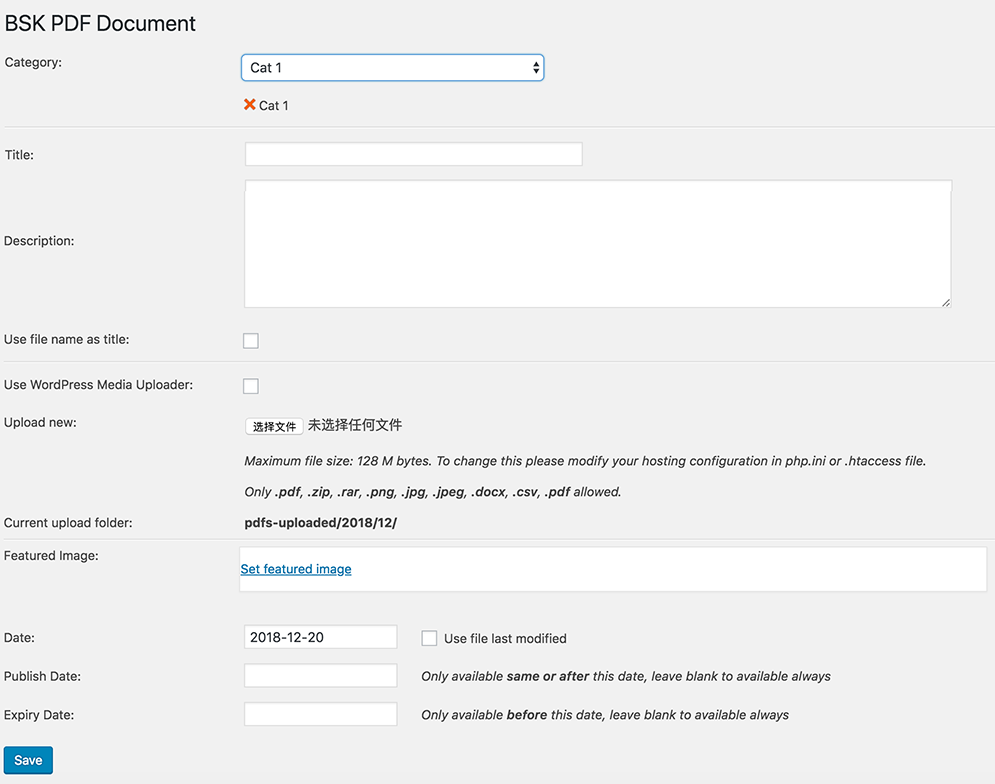 BSK PDF Document
Category:
Cat 1
Cat 1
Title:
Description:
Use file name as title:
Use WordPress Media Uploader:
Upload new:
选择文件 未选择任何文件
Maximum file size: 128 M bytes. To change this please modify your hosting configuration in php.ini or .htaccess file.
Only .pdf, .zip, .rar, .png, .jpg, .jpeg, .docx, .csv, .pdf allowed.
Current upload folder: pdfs-uploaded/2018/12/
Featured Image:
Set featured image
Date: 2018-12-20 Use file last modified
Publish Date: Only available same or after this date, leave blank to available always
Expiry Date: Only available before this date, leave blank to available always
Save